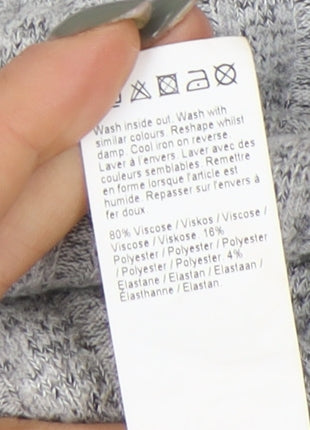 Wash inside out. Wash with
similar colours. Reshape whilst
damp. Cool iron on reverse
Laver à l'envers. Laver avec des
couleurs semblables. Remettre
en forme lorsque l'article est
humide. Repasser sur l'envers à
fer doux.
80% Viscose / Viskos / Viscose /
Viscose / Viskose. 16%
Polyester / Polyester / Polyester
/ Polyester / Polyester. 4%
Elastane / Elastan / Elastaan /
Élasthanne / Elastan.